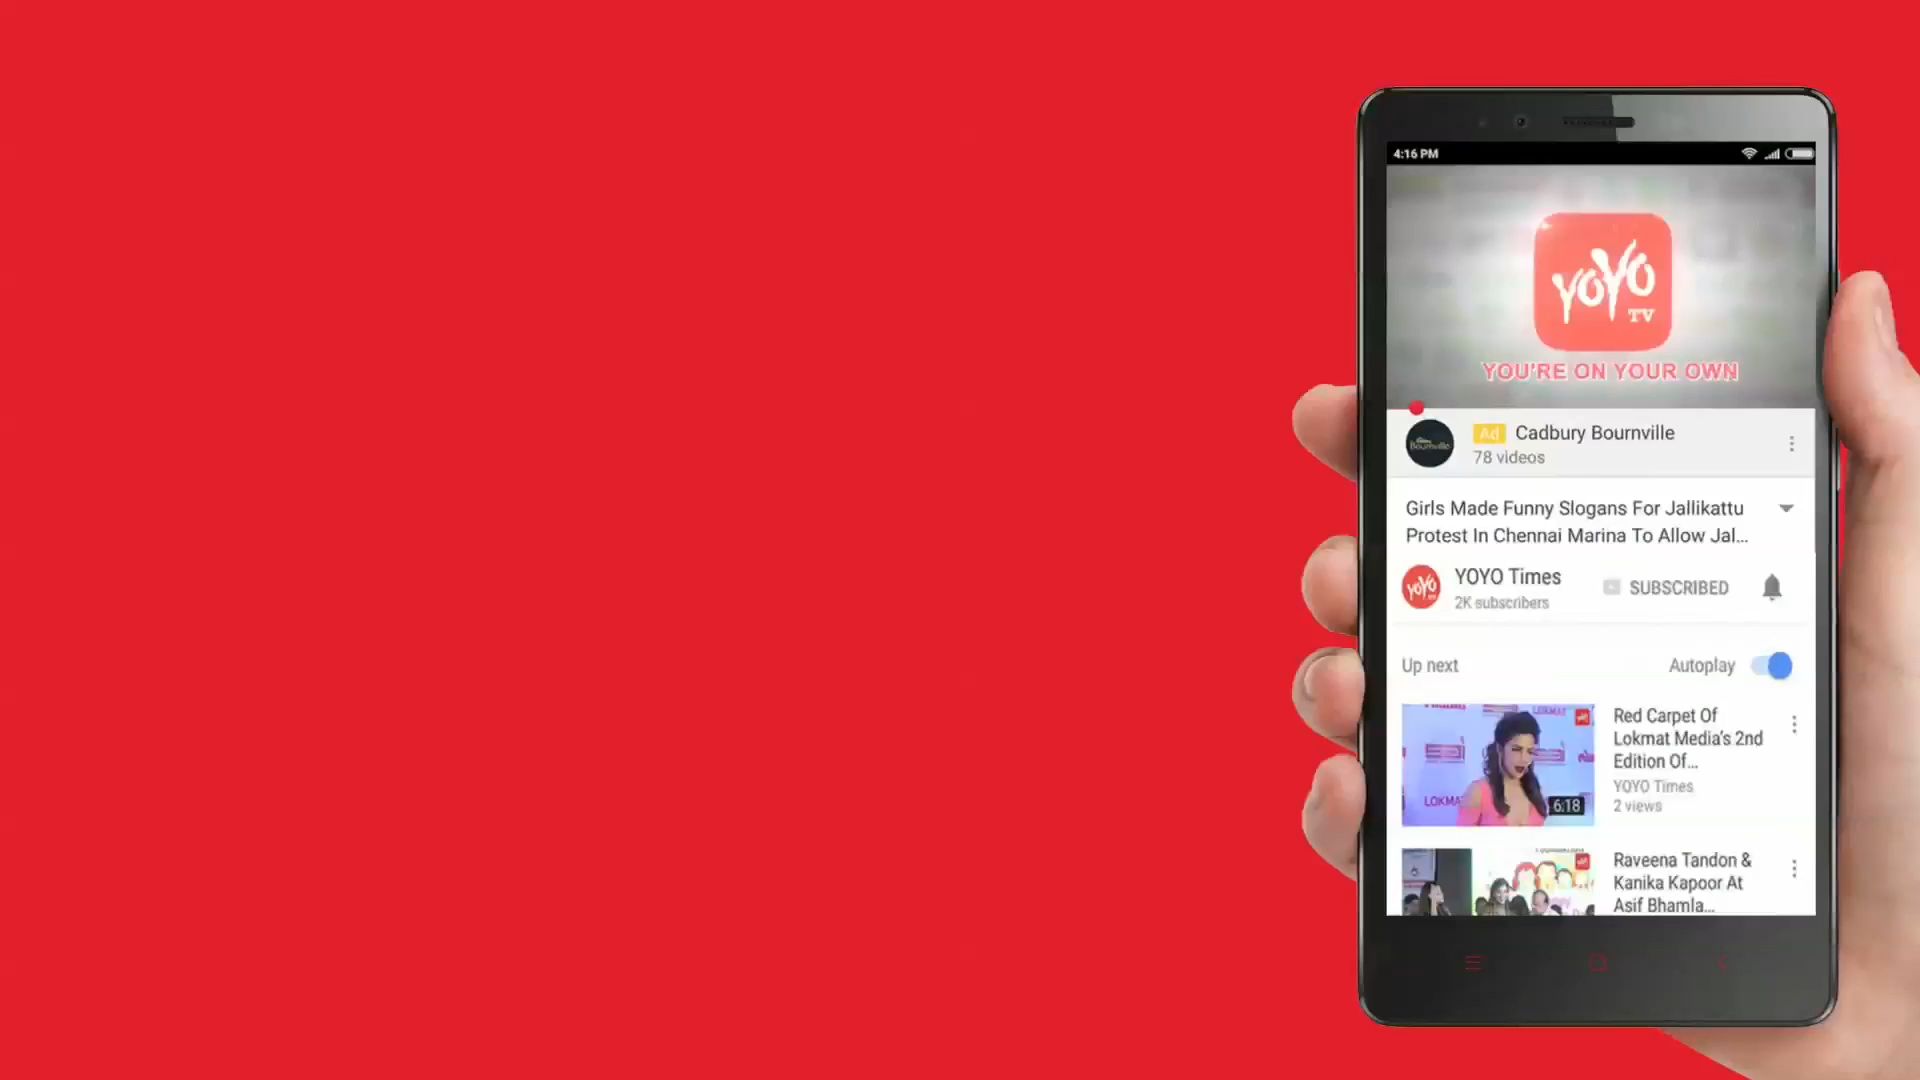 4:16 PM
YOYO
TV
YOU'RE ON YOUR OWN
Ad Cadbury Bournville
78 videos
Girls Made Funny Slogans For Jallikattu
Protest In Chennai Marina To Allow Jal...
YOYO Times
2K subscribers
SUBSCRIBED
Up next
Autoplay
LOKMAT
LOKMA
6:18
Red Carpet Of
Lokmat Media's 2nd
Edition Of...
YOYO Times
2 views
Raveena Tandon &
Kanika Kapoor At
Asif Bhamla...